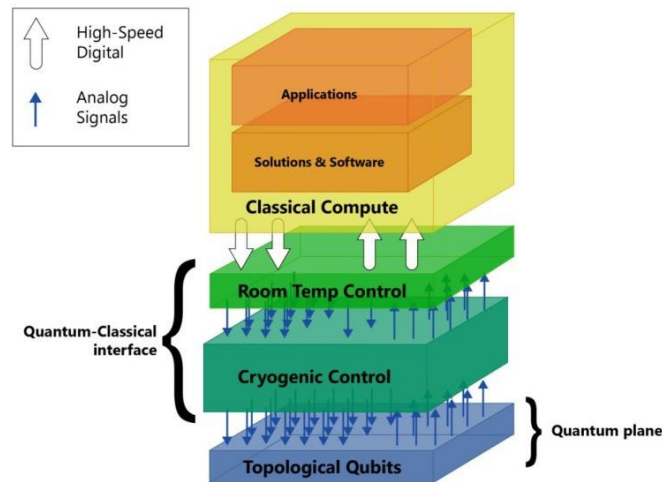 High-Speed
Digital
Analog
Signals
Applications
Solutions & Software
Classical Compute
Room Temp Control
Quantum-Classical
interface
Cryogenic Control
Quantum plane
Topological Qubits